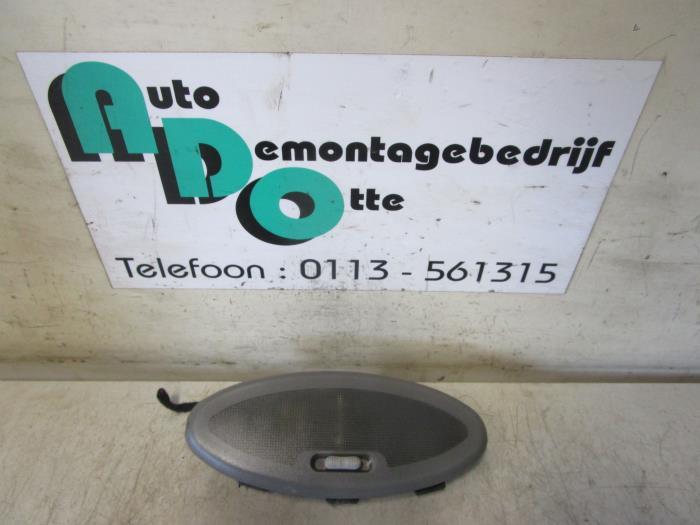 Auto
Demontagebedrijf
Otte
Telefoon : 0113 - 561315